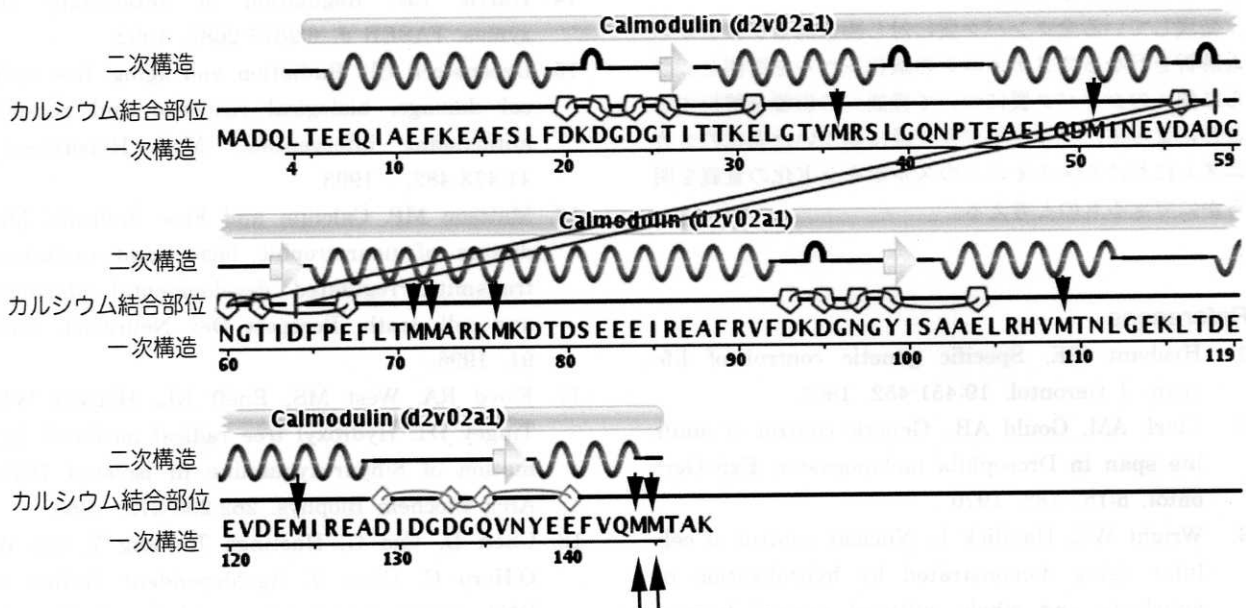 Calmodulin (d2v02a1)
二次構造
カルシウム結合部位
一次構造 MADQLTEEQIAEFKEAFSLFDKDGDGTITTKELGTVMRSLGQNPTEAELQDMINEVDADG
4 10 20 30 40 50 59
Calmodulin (d2v02a1)
二次構造
カルシウム結合部位
一次構造 NGTIDFPEFLTMMARKMKDTDSEEEIREAFRVFDKDGNGYISAAELRHVMTNLGEKLTDE
60 70 80 90 100 110 119
Calmodulin (d2v02a1)
二次構造
カルシウム結合部位
一次構造 EVDEMIREADIDGDGQVNYEEFVQMMTAK
120 130 140